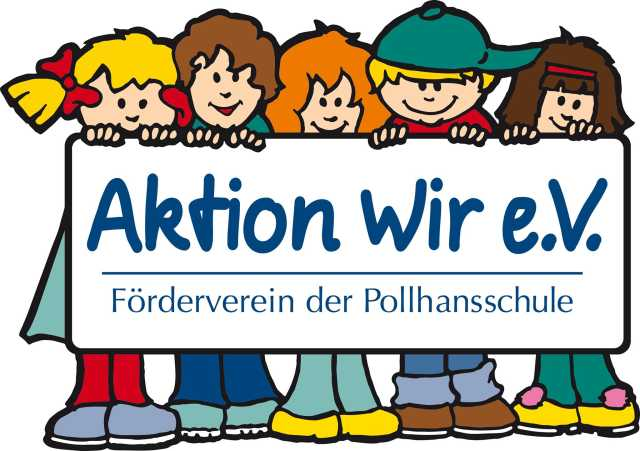 Aktion Wir e.V.
Förderverein der Pollhansschule